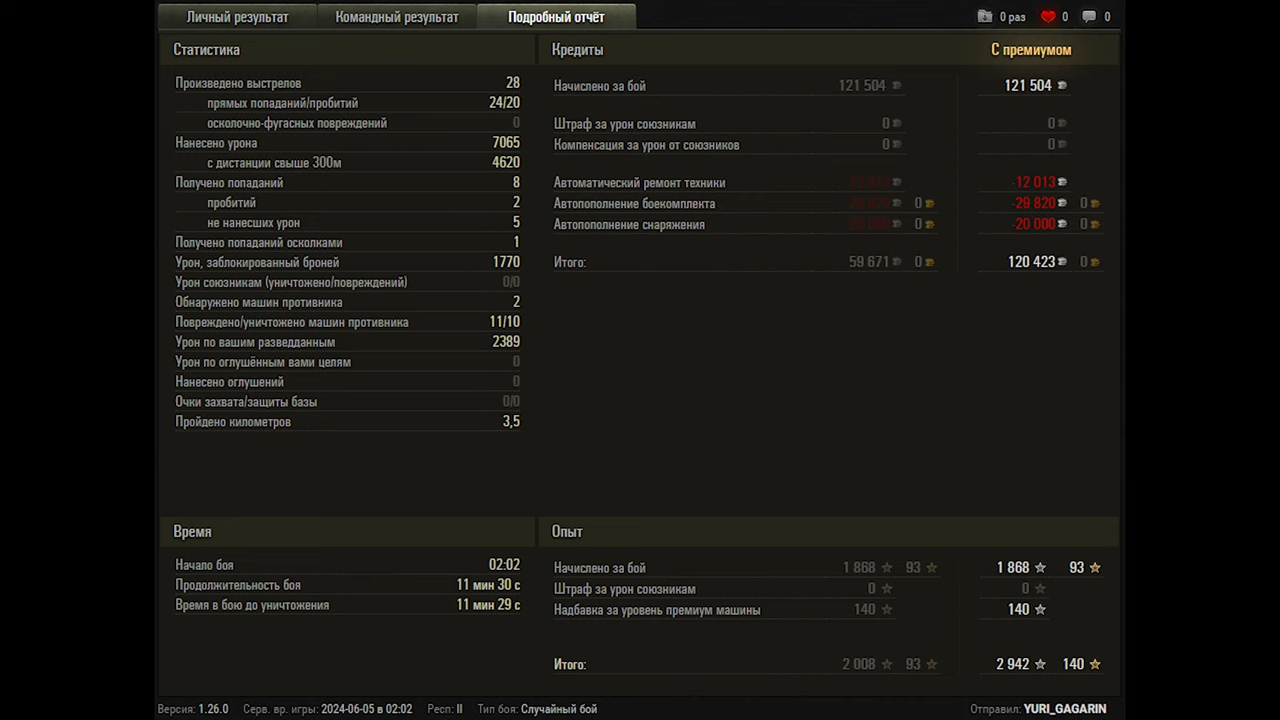 Личный результат Командный результат Подробный отчёт 0 раз 0 0
Статистика
Произведено выстрелов 28
прямых попаданий/пробитий 24/20
осколочно-фугасных повреждений 0
Нанесено урона 7065
с дистанции свыше 300м 4620
Получено попаданий 8
пробитий 2
не нанесших урон 5
Получено попаданий осколками 1
Урон, заблокированный броней 1770
Урон союзникам (уничтожено/повреждений) 0/0
Обнаружено машин противника 2
Повреждено/уничтожено машин противника 11/10
Урон по вашим разведданным 2389
Урон по оглушённым вами целям 0
Нанесено оглушений 0
Очки захвата/защиты базы 0/0
Пройдено километров 3,5
Кредиты С премиумом
Начислено за бой 121 504 121 504
Штраф за урон союзникам 0 0
Компенсация за урон от союзников 0 0
Автоматический ремонт техники -12 013 -12 013
Автопополнение боекомплекта -29 820 0 -29 820 0
Автопополнение снаряжения -20 000 0 -20 000 0
Итого: 59 671 0 120 423 0
Время
Начало боя 02:02
Продолжительность боя 11 мин 30 с
Время в бою до уничтожения 11 мин 29 с
Опыт
Начислено за бой 1 868 93 1 868 93
Штраф за урон союзникам 0 0
Надбавка за уровень премиум машины 140 140
Итого: 2 008 93 2 942 140
Версия: 1.26.0 Серв. вр. игры: 2024-06-05 в 02:02 Респ: II Тип боя: Случайный бой Отправил: YURI_GAGARIN